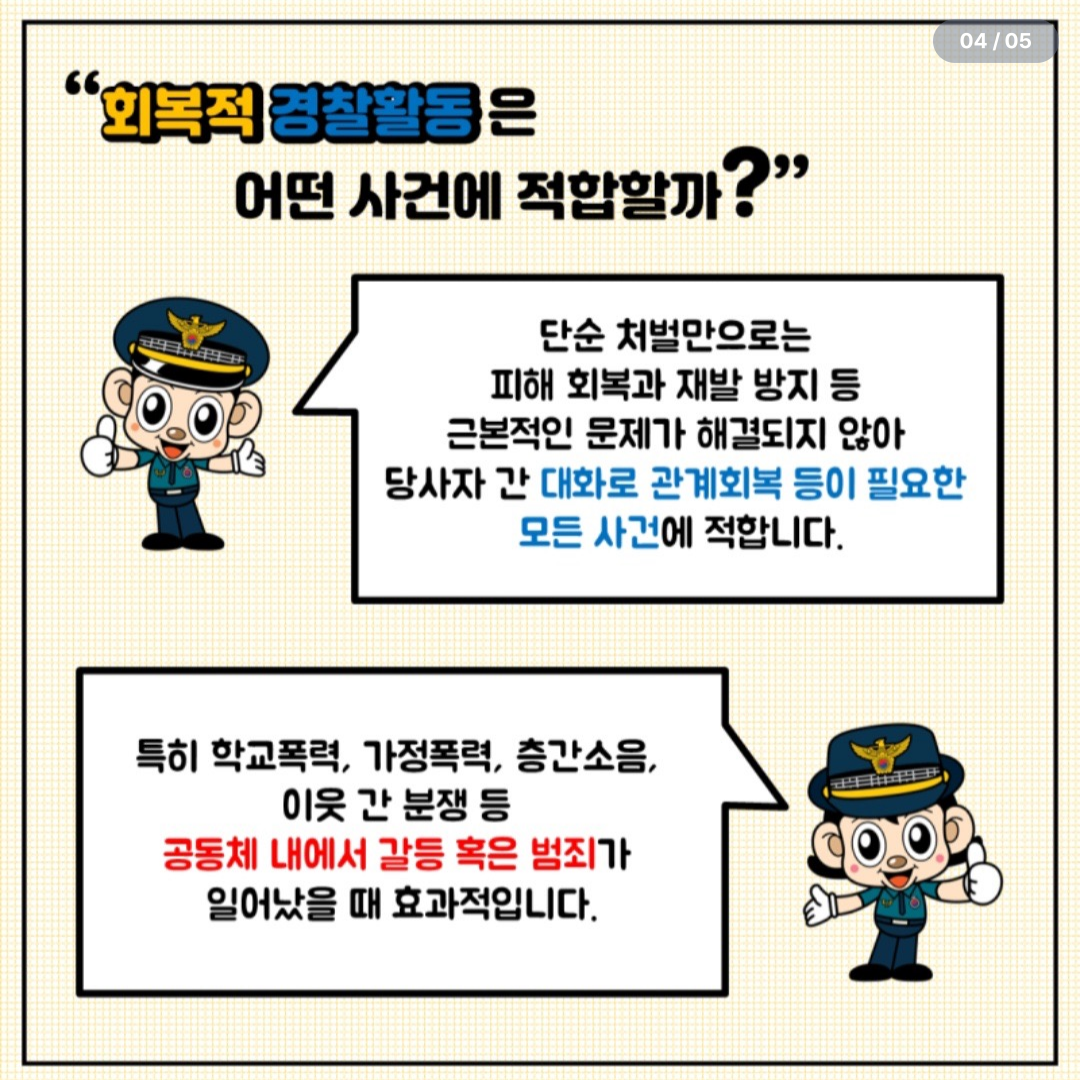 04 / 05
“회복적 경찰활동은
어떤 사건에 적합할까?”
단순 처벌만으로는
피해 회복과 재발 방지 등
근본적인 문제가 해결되지 않아
당사자 간 대화로 관계회복 등이 필요한
모든 사건에 적합니다.
특히 학교폭력, 가정폭력, 층간소음,
이웃 간 분쟁 등
공동체 내에서 갈등 혹은 범죄가
일어났을 때 효과적입니다.